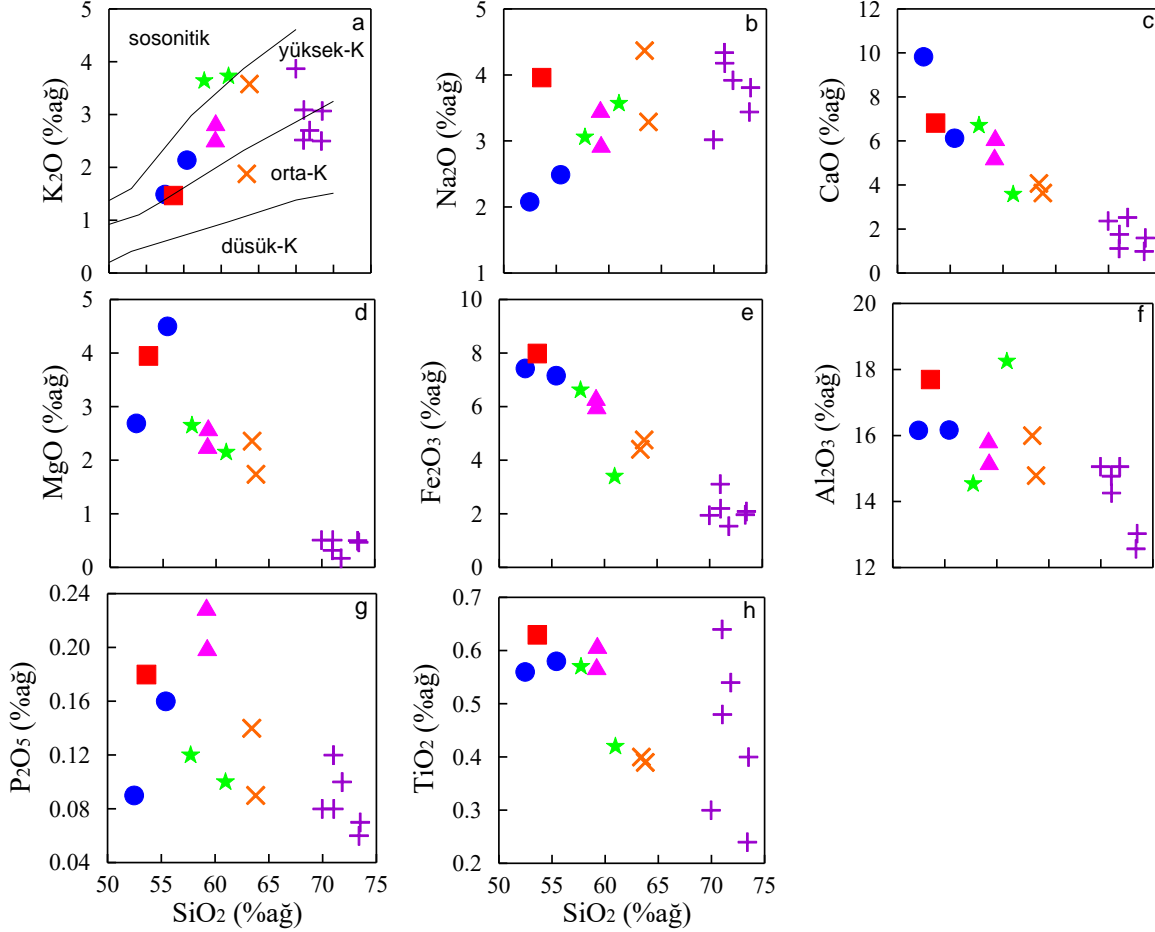 a
sosonitik
yüksek-K
orta-K
düsük-K
5
4
3
2
1
0
K2O (%ağ)
b
5
4
3
2
1
Na2O (%ağ)
c
12
10
8
6
4
2
0
CaO (%ağ)
d
5
4
3
2
1
0
MgO (%ağ)
e
10
8
6
4
2
0
Fe2O3 (%ağ)
f
20
18
16
14
12
Al2O3 (%ağ)
g
0.24
0.20
0.16
0.12
0.08
0.04
P2O5 (%ağ)
50 55 60 65 70 75
SiO2 (%ağ)
h
0.7
0.6
0.5
0.4
0.3
0.2
TiO2 (%ağ)
50 55 60 65 70 75
SiO2 (%ağ)